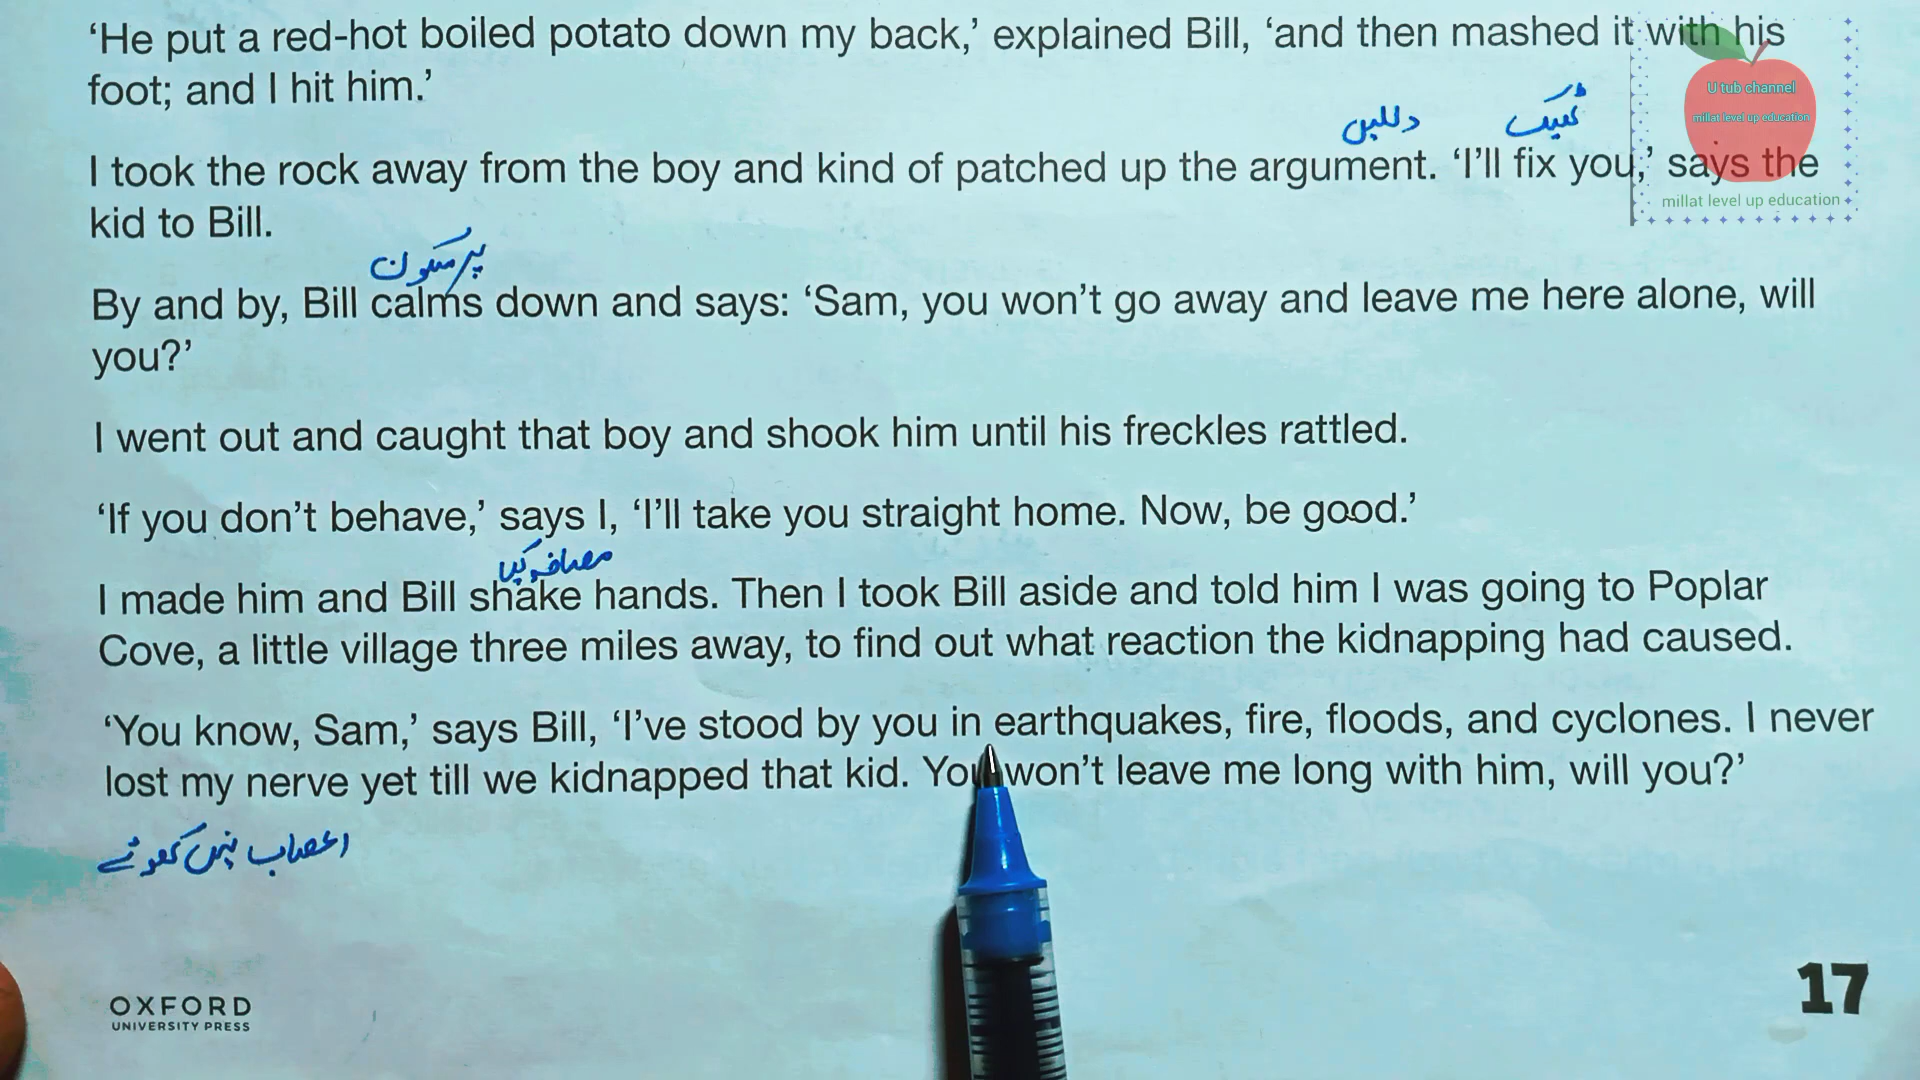 ‘He put a red-hot boiled potato down my back,’ explained Bill, ‘and then mashed it with his
foot; and I hit him.’
U tub channel
millat level up education
دلیلیں ٹھیک
I took the rock away from the boy and kind of patched up the argument. ‘I’ll fix you,’ says the
millat level up education
kid to Bill.
پرسکون
By and by, Bill calms down and says: ‘Sam, you won’t go away and leave me here alone, will
you?’
I went out and caught that boy and shook him until his freckles rattled.
‘If you don’t behave,’ says I, ‘I’ll take you straight home. Now, be good.’
I made him and Bill shake hands. Then I took Bill aside and told him I was going to Poplar
Cove, a little village three miles away, to find out what reaction the kidnapping had caused.
‘You know, Sam,’ says Bill, ‘I’ve stood by you in earthquakes, fire, floods, and cyclones. I never
lost my nerve yet till we kidnapped that kid. You won’t leave me long with him, will you?’
اعصاب نہیں کھوئے
OXFORD
UNIVERSITY PRESS
17